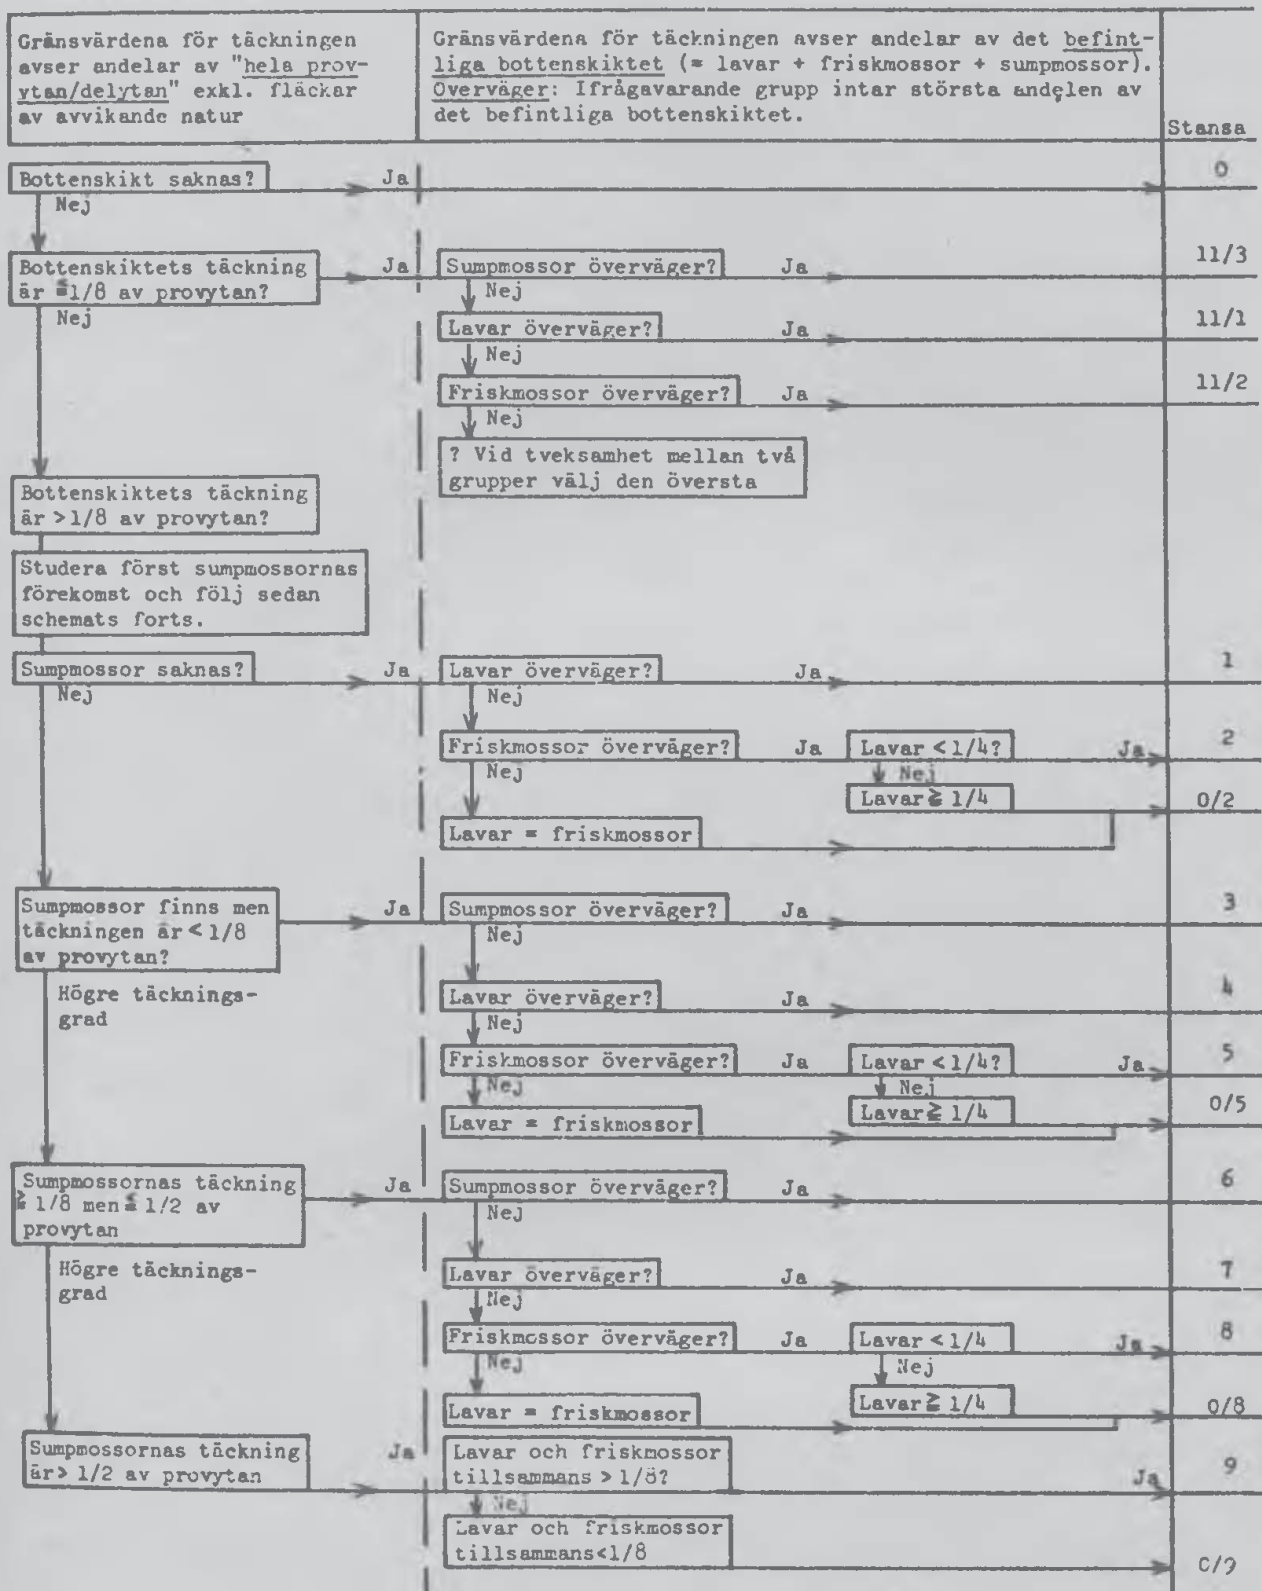 Gränsvärdena för täckningen
avser andelar av "hela prov-
ytan/delytan" exkl. fläckar
av avvikande natur
Gränsvärdena för täckningen avser andelar av det befint-
liga bottenskiktet (= lavar + friskmossor + sumpmossor).
Överväger: Ifrågavarande grupp intar största andelen av
det befintliga bottenskiktet.
Stansa
Bottenskikt saknas?
Ja
0
Nej
Bottenskiktets täckning
är ≦1/8 av provytan?
Ja
Sumpmossor överväger?
Ja
11/3
Nej
Nej
Lavar överväger?
Ja
11/1
Nej
Friskmossor överväger?
Ja
11/2
Nej
? Vid tveksamhet mellan två
grupper välj den översta
Bottenskiktets täckning
är >1/8 av provytan?
Studera först sumpmossornas
förekomst och följ sedan
schemats forts.
Sumpmossor saknas?
Ja
Lavar överväger?
Ja
1
Nej
Nej
Friskmossor överväger?
Ja
Lavar < 1/4?
Ja
2
Nej
Nej
Lavar ≧ 1/4
0/2
Lavar = friskmossor
Sumpmossor finns men
täckningen är < 1/8
av provytan?
Ja
Sumpmossor överväger?
Ja
3
Nej
Högre täcknings-
grad
Lavar överväger?
Ja
4
Nej
Friskmossor överväger?
Ja
Lavar < 1/4?
Ja
5
Nej
Nej
Lavar ≧ 1/4
0/5
Lavar = friskmossor
Sumpmossornas täckning
≧ 1/8 men ≦ 1/2 av
provytan
Ja
Sumpmossor överväger?
Ja
6
Nej
Högre täcknings-
grad
Lavar överväger?
Ja
7
Nej
Friskmossor överväger?
Ja
Lavar < 1/4
Ja
8
Nej
Nej
Lavar ≧ 1/4
0/8
Lavar = friskmossor
Sumpmossornas täckning
är > 1/2 av provytan
Ja
Lavar och friskmossor
tillsammans > 1/8?
Ja
9
Nej
Lavar och friskmossor
tillsammans<1/8
0/9